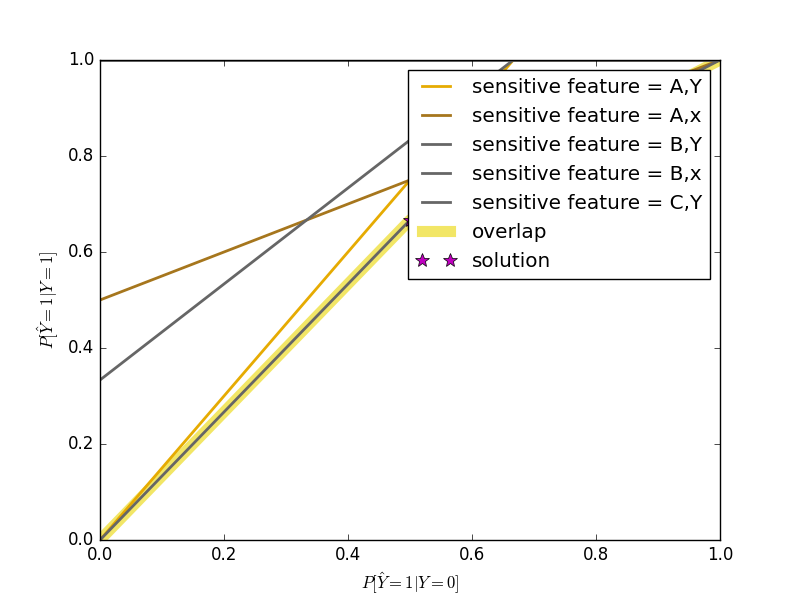 1.0
0.8
0.6
0.4
0.2
0.0
P[Ŷ=1|Y=1]
sensitive feature = A,Y
sensitive feature = A,x
sensitive feature = B,Y
sensitive feature = B,x
sensitive feature = C,Y
overlap
solution
0.0 0.2 0.4 0.6 0.8 1.0
P[Ŷ=1|Y=0]